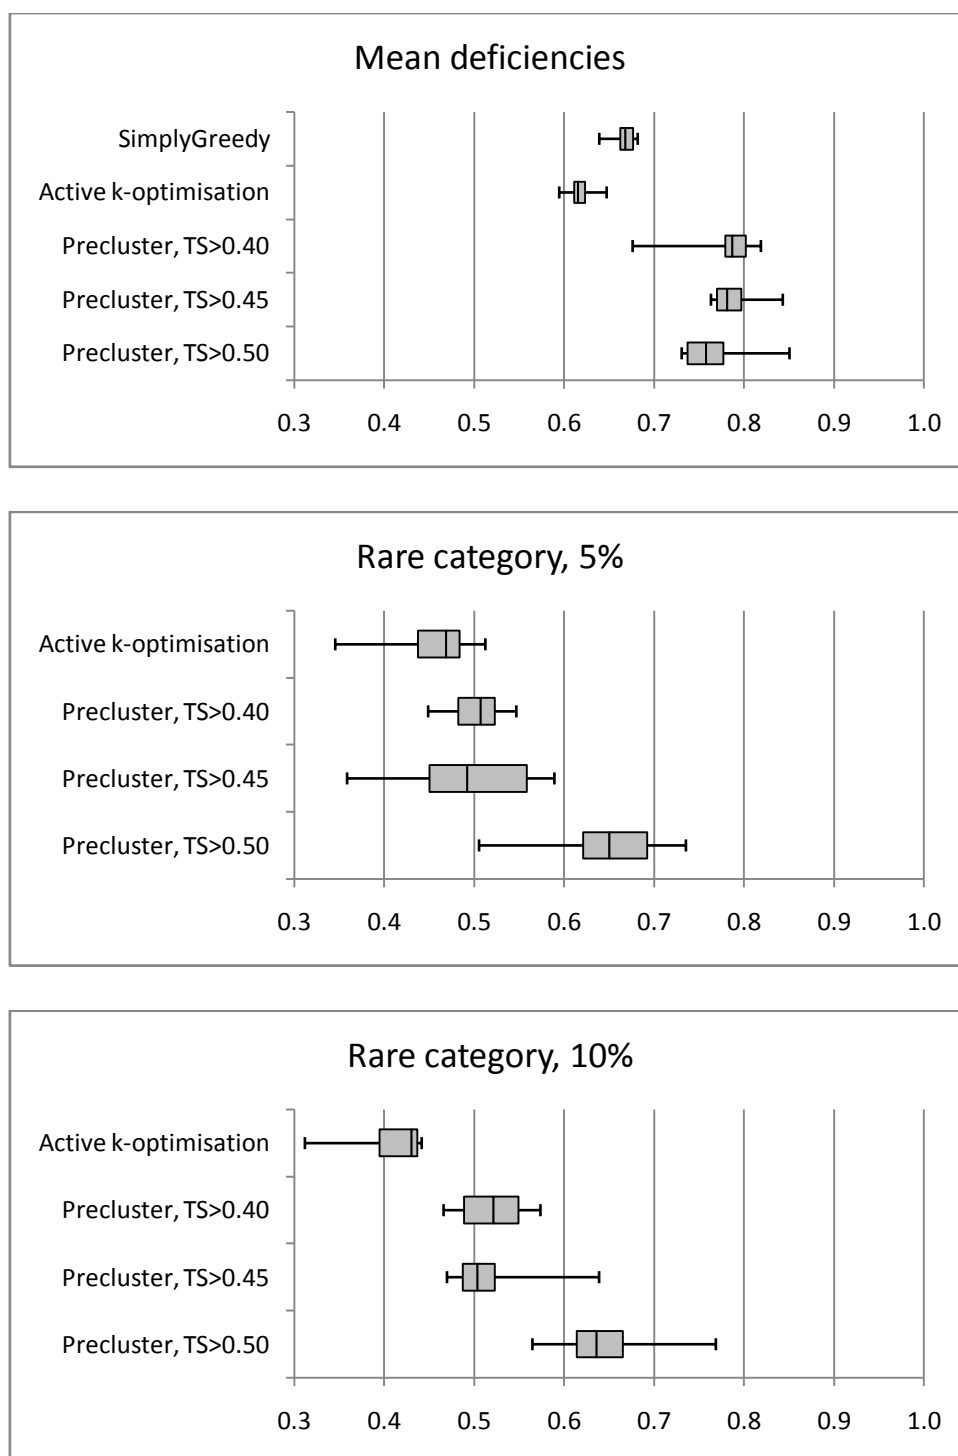 Mean deficiencies
SimplyGreedy
Active k-optimisation
Precluster, TS>0.40
Precluster, TS>0.45
Precluster, TS>0.50
0.3 0.4 0.5 0.6 0.7 0.8 0.9 1.0
Rare category, 5%
Active k-optimisation
Precluster, TS>0.40
Precluster, TS>0.45
Precluster, TS>0.50
0.3 0.4 0.5 0.6 0.7 0.8 0.9 1.0
Rare category, 10%
Active k-optimisation
Precluster, TS>0.40
Precluster, TS>0.45
Precluster, TS>0.50
0.3 0.4 0.5 0.6 0.7 0.8 0.9 1.0